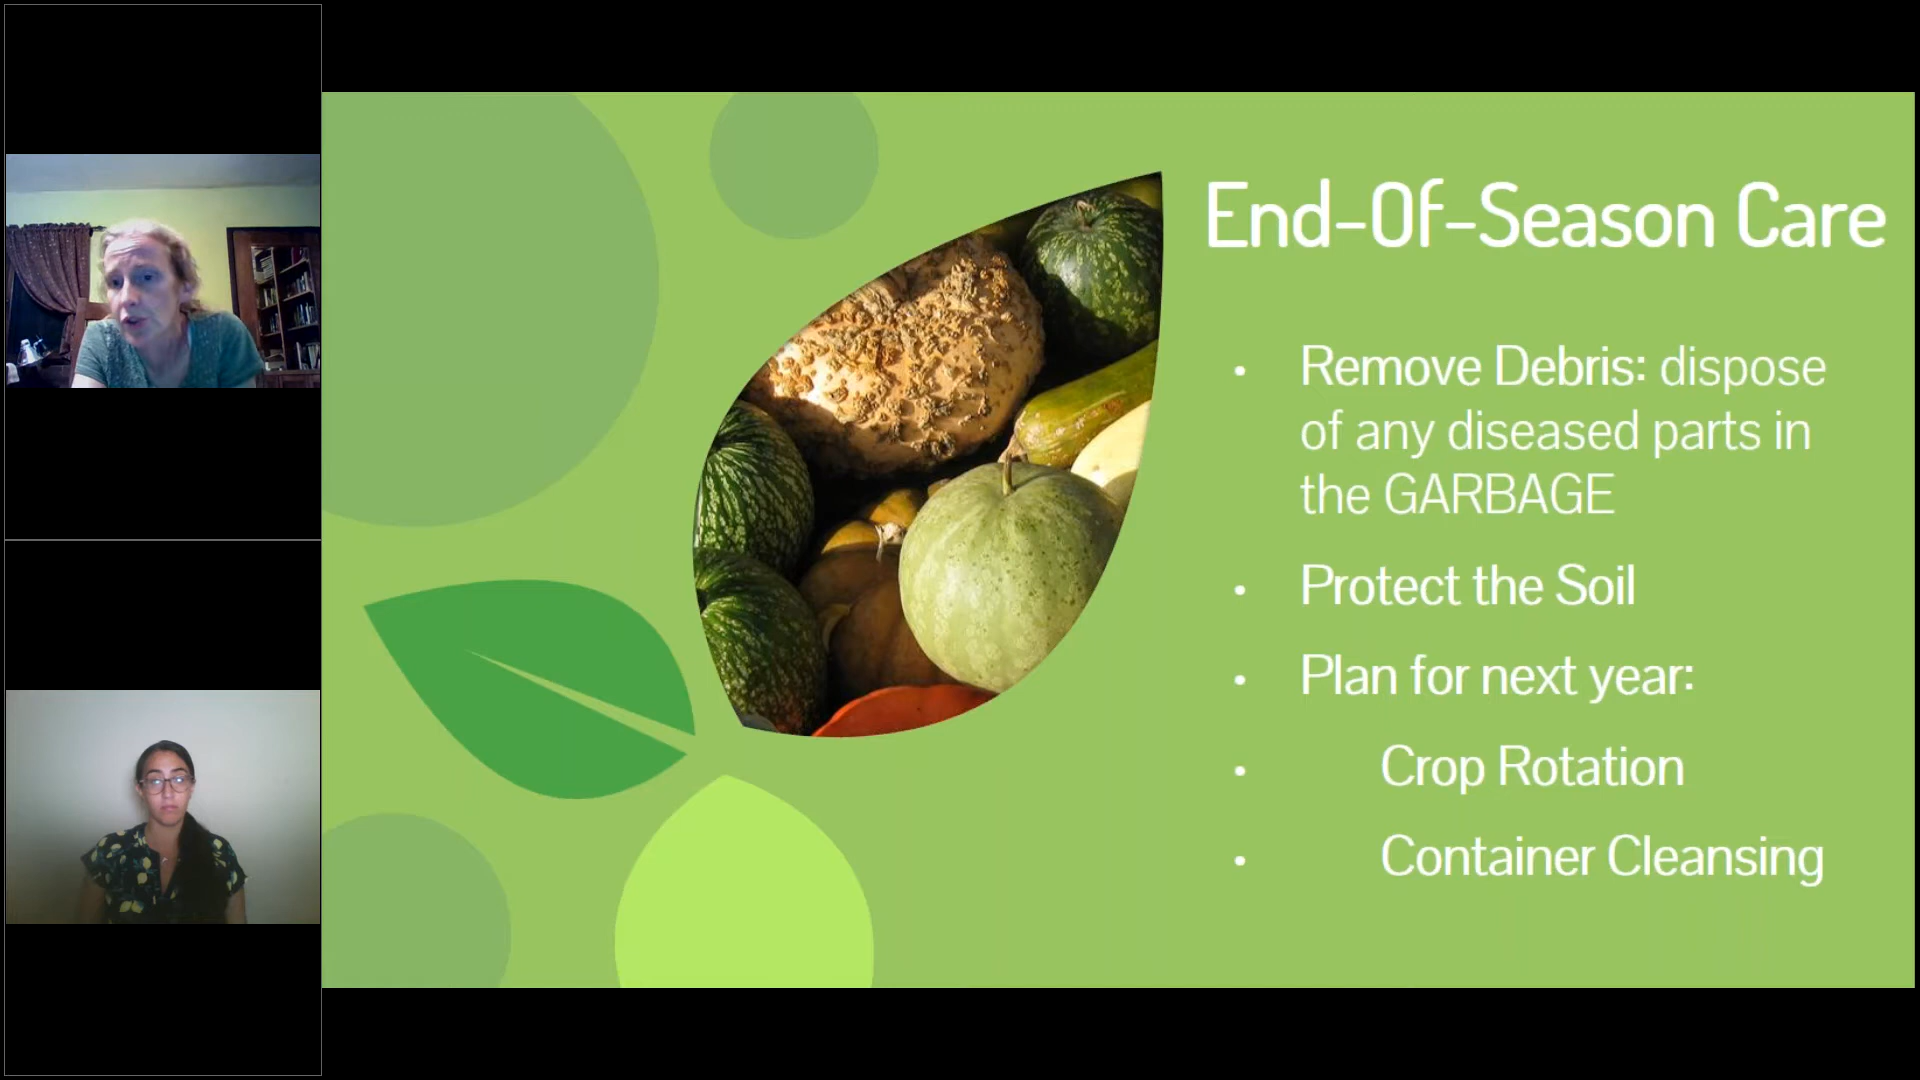 End-Of-Season Care
• Remove Debris: dispose
of any diseased parts in
the GARBAGE
• Protect the Soil
• Plan for next year:
• Crop Rotation
• Container Cleansing